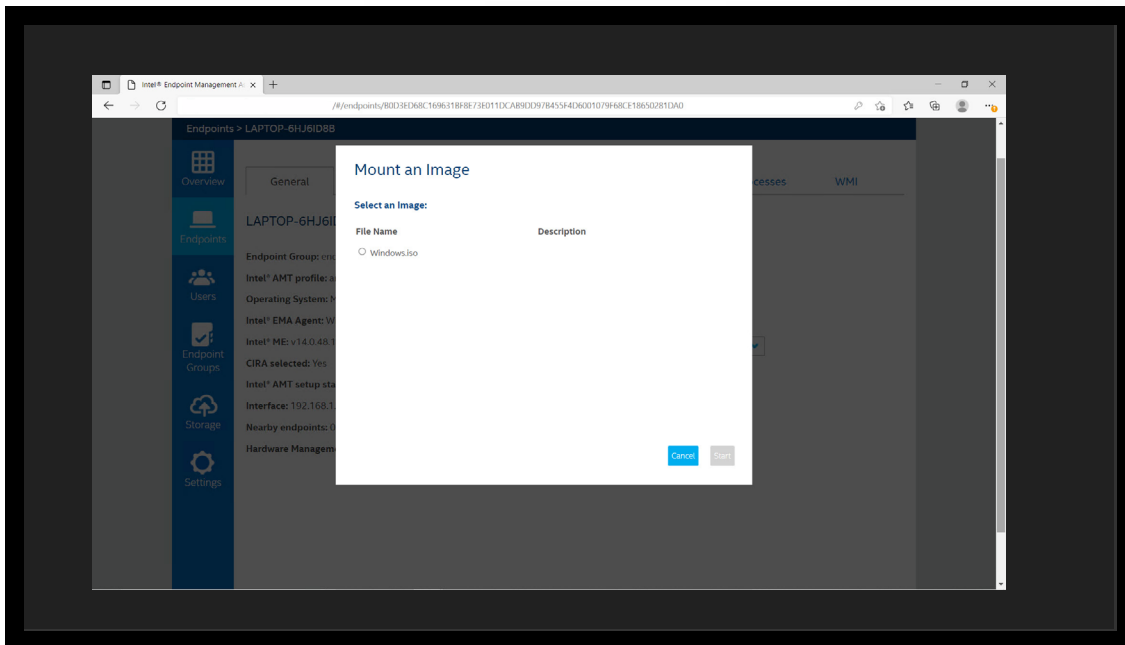 Intel® Endpoint Management A
/#/endpoints/B0D3ED68C169631BF8E73E011DCAB9DD97B455F4D6001079F68CE18650281DA0
Endpoints > LAPTOP-6HJ6ID88
Overview
Endpoints
Users
Endpoint
Groups
Storage
Settings
General
cesses
WMI
LAPTOP-6HJ6I
Endpoint Group:
Intel® AMT profile:
Operating System:
Intel® EMA Agent:
Intel® ME: v14.0.48.1
CIRA selected: Yes
Intel® AMT setup sta
Interface: 192.168.1.
Nearby endpoints: 0
Hardware Managem
Mount an Image
Select an Image:
File Name Description
Windows.iso
Cancel Start